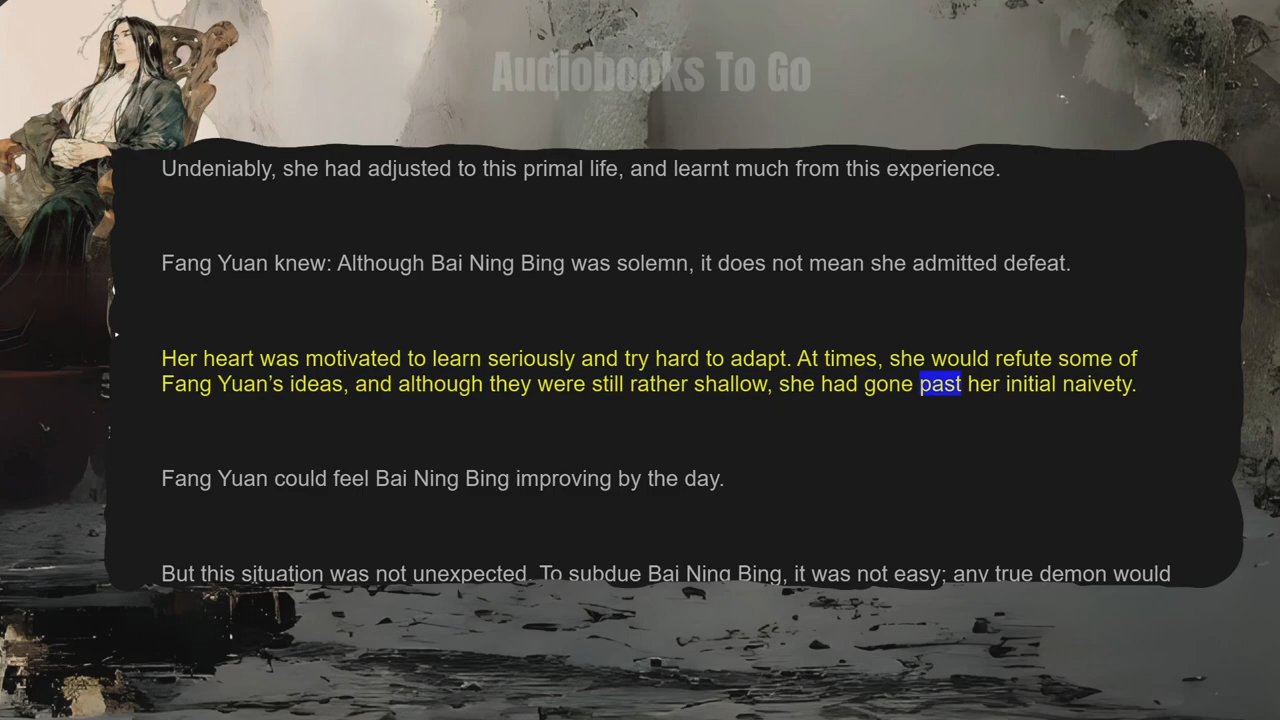 Audiobooks To Go
Undeniably, she had adjusted to this primal life, and learnt much from this experience.
Fang Yuan knew: Although Bai Ning Bing was solemn, it does not mean she admitted defeat.
Her heart was motivated to learn seriously and try hard to adapt. At times, she would refute some of
Fang Yuan’s ideas, and although they were still rather shallow, she had gone past her initial naivety.
Fang Yuan could feel Bai Ning Bing improving by the day.
But this situation was not unexpected. To subdue Bai Ning Bing, it was not easy; any true demon would